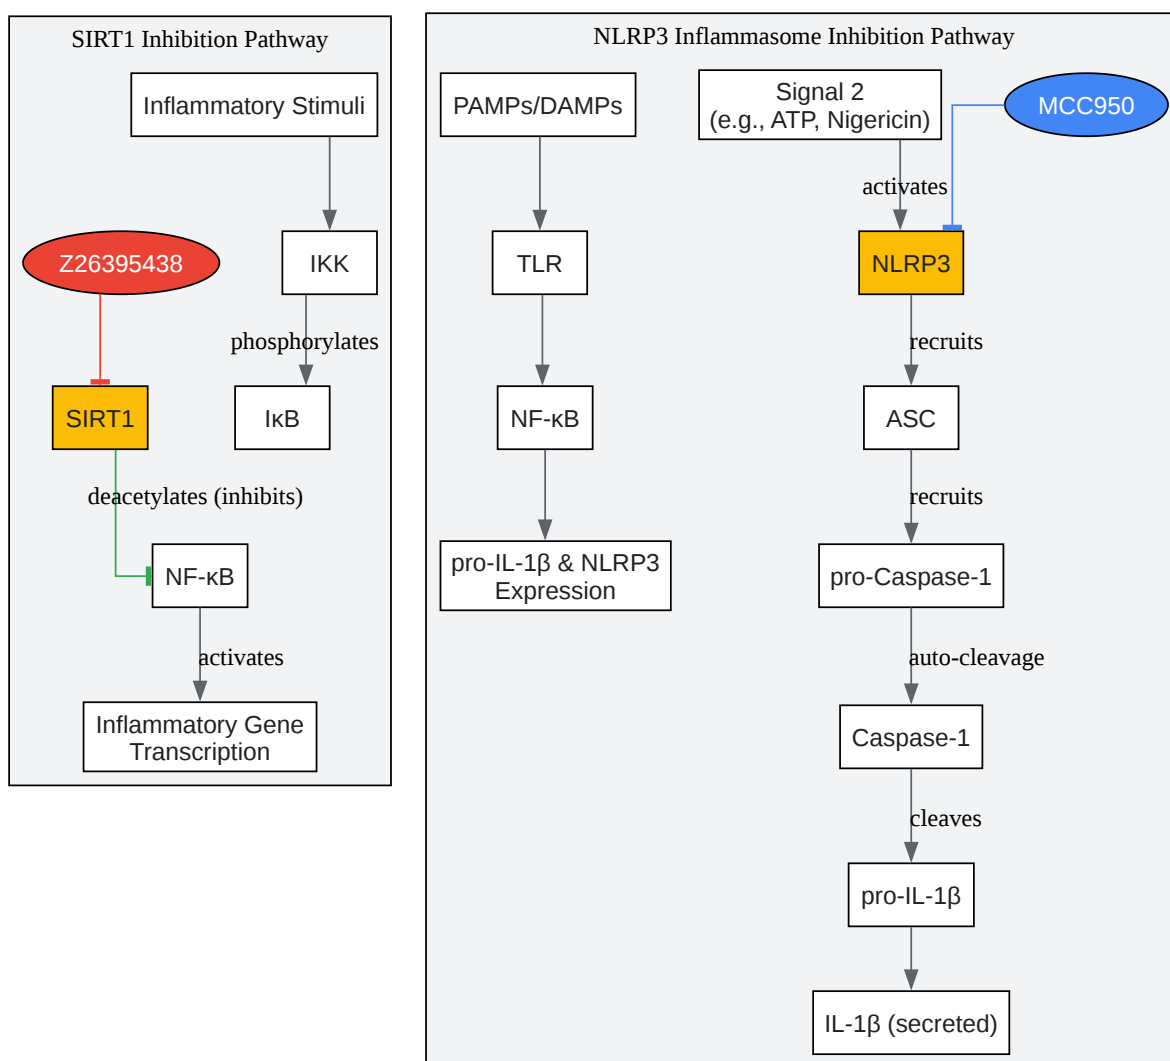 SIRT1 Inhibition Pathway
Inflammatory Stimuli
Z26395438
IKK
phosphorylates
SIRT1
IκB
deacetylates (inhibits)
NF-κB
activates
Inflammatory Gene
Transcription
NLRP3 Inflammasome Inhibition Pathway
PAMPs/DAMPs
TLR
NF-κB
pro-IL-1β & NLRP3
Expression
Signal 2
(e.g., ATP, Nigericin)
MCC950
activates
NLRP3
recruits
ASC
recruits
pro-Caspase-1
auto-cleavage
Caspase-1
cleaves
pro-IL-1β
IL-1β (secreted)